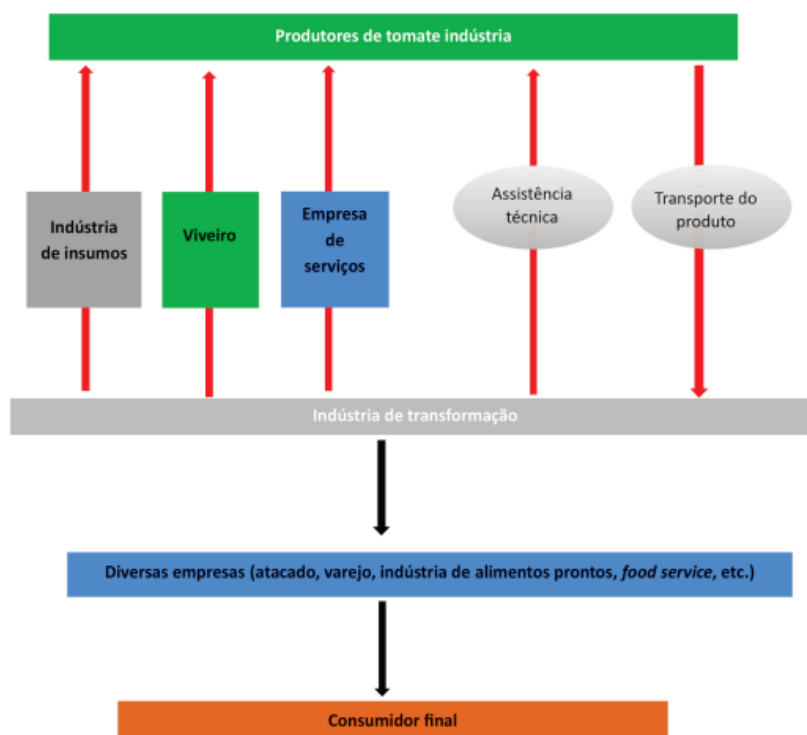 Produtores de tomate indústria
Indústria
de insumos
Viveiro
Empresa
de
serviços
Assistência
técnica
Transporte do
produto
Indústria de transformação
Diversas empresas (atacado, varejo, indústria de alimentos prontos, food service, etc.)
Consumidor final